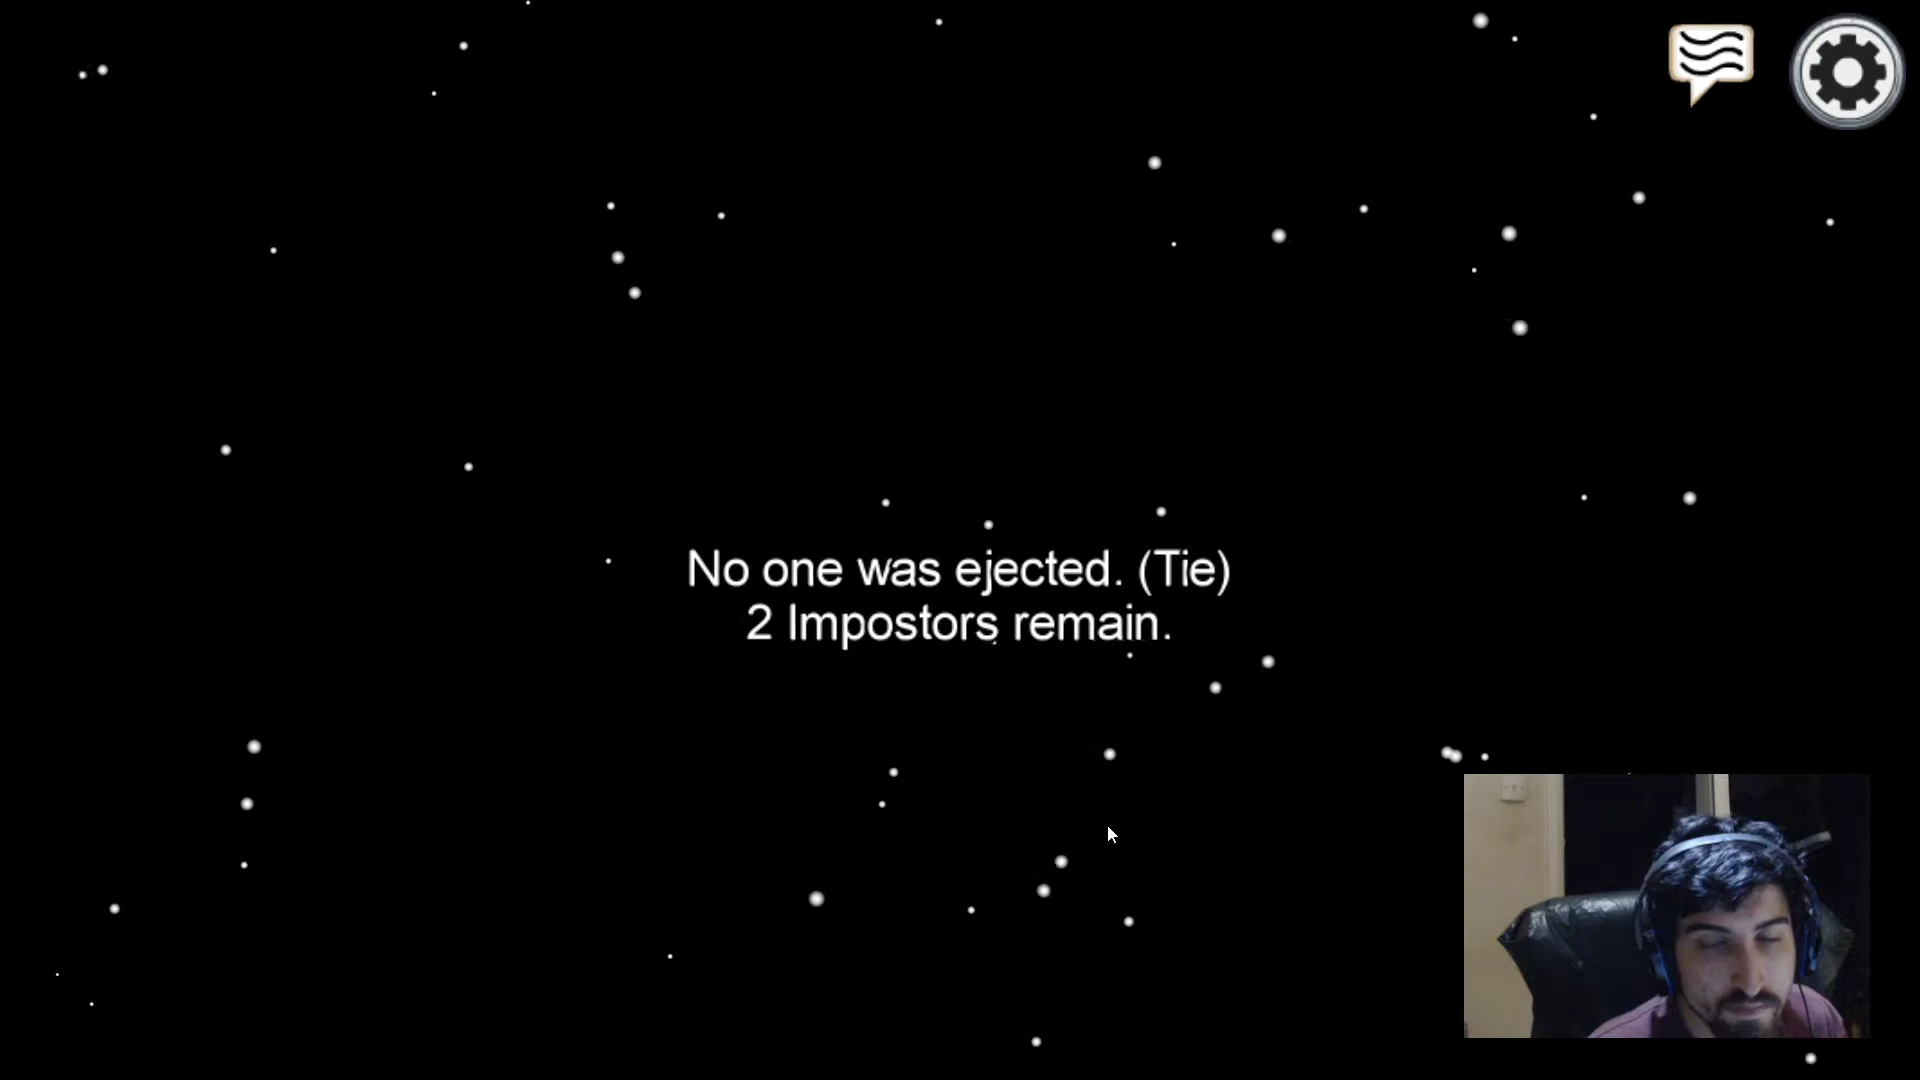 No one was ejected. (Tie)
2 Impostors remain.